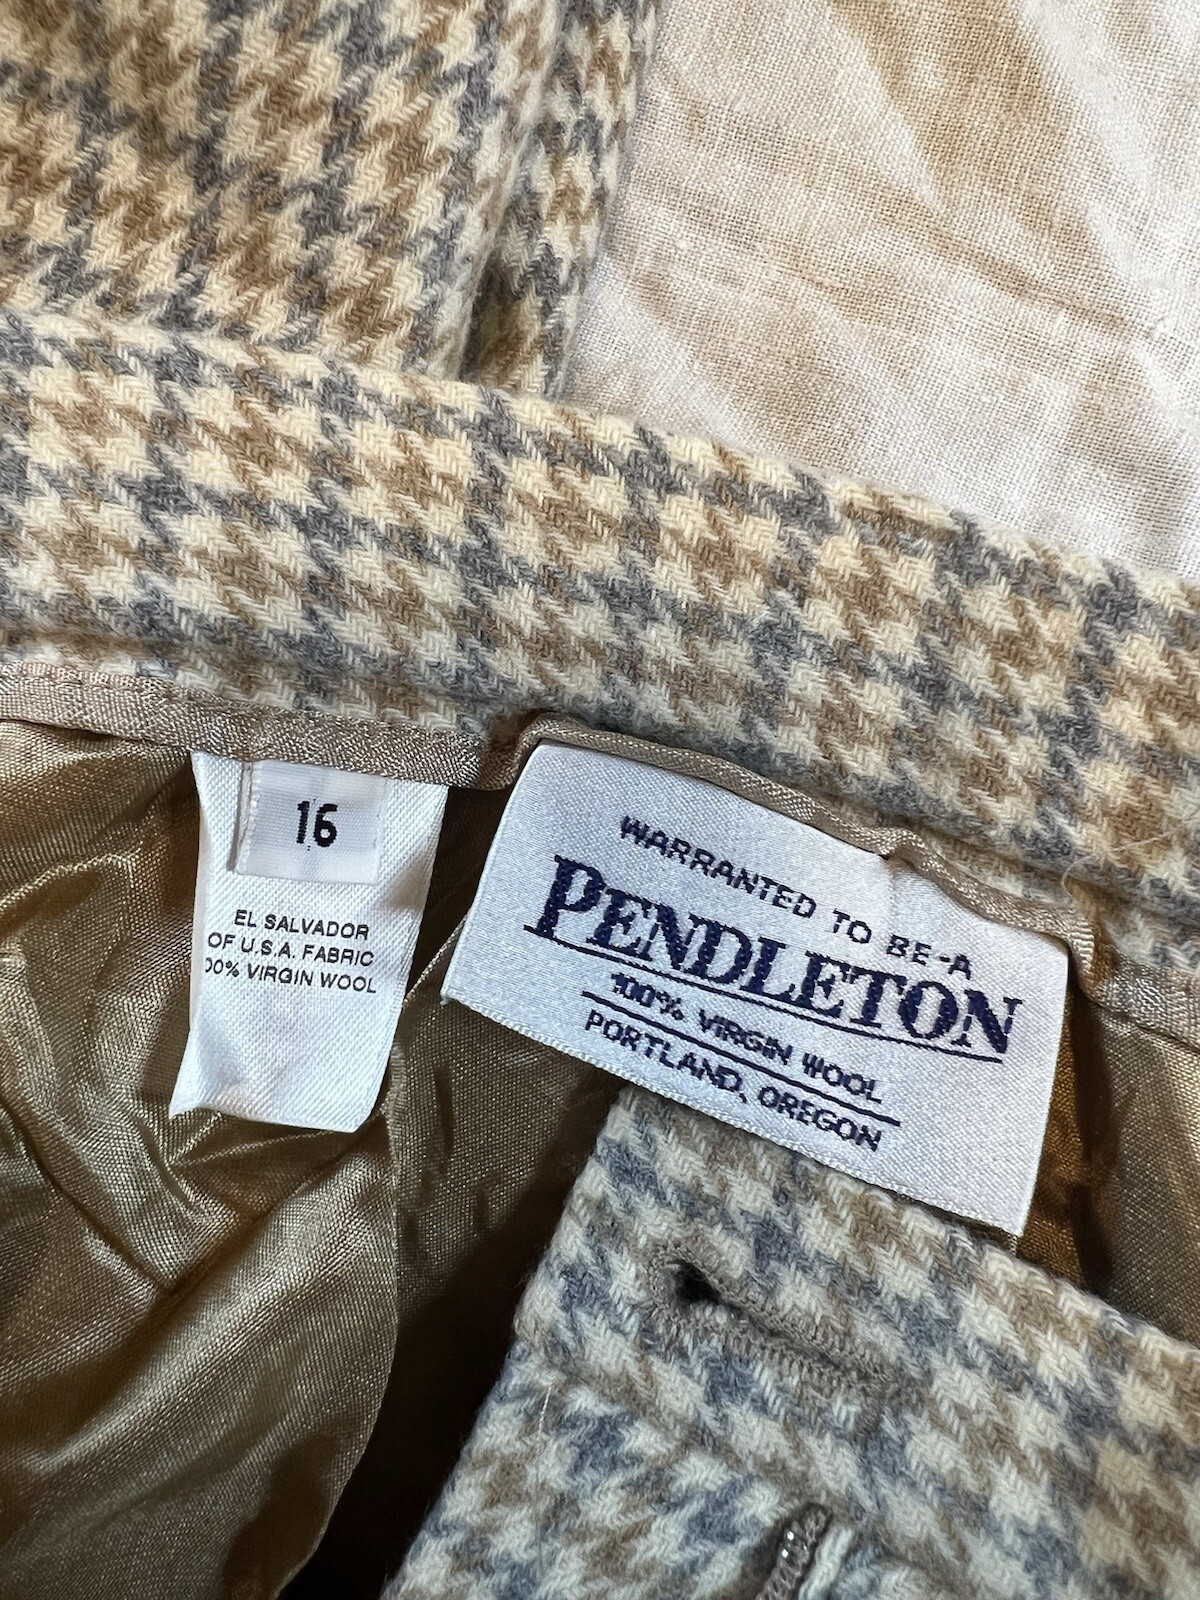 16
EL SALVADOR
OF U.S.A. FABRIC
00% VIRGIN WOOL
WARRANTED TO BE-A
PENDLETON
100% VIRGIN WOOL
PORTLAND, OREGON